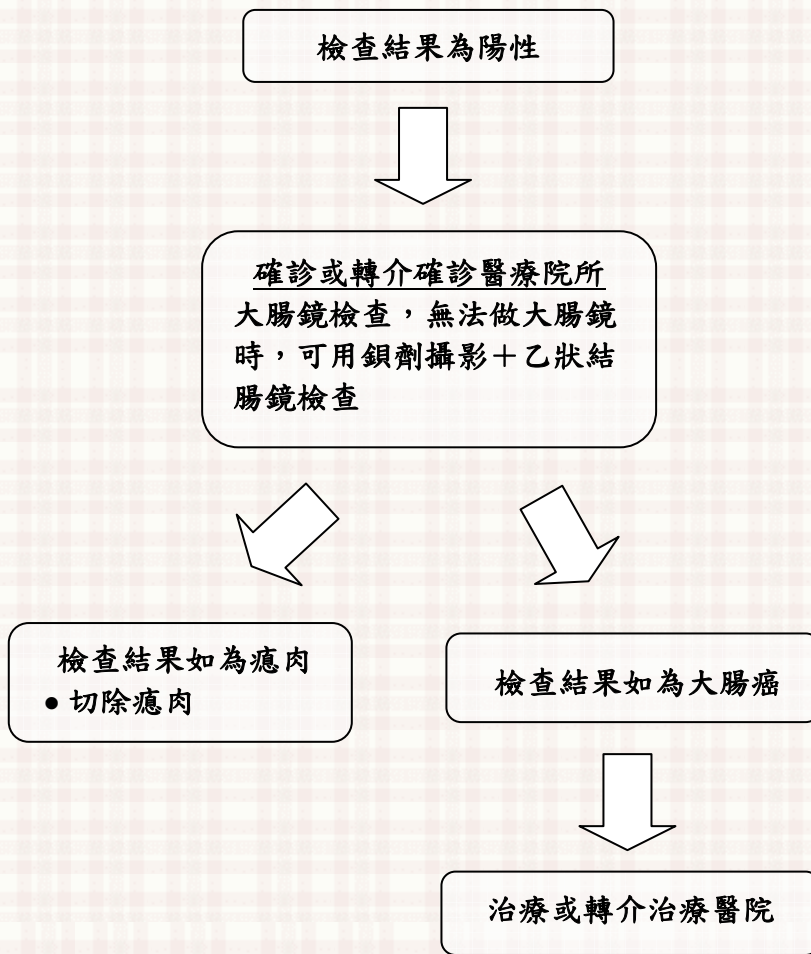 檢查結果為陽性
確診或轉介確診醫療院所
大腸鏡檢查,無法做大腸鏡
時,可用鋇劑攝影+乙狀結
腸鏡檢查
檢查結果如為瘜肉
● 切除瘜肉
檢查結果如為大腸癌
治療或轉介治療醫院